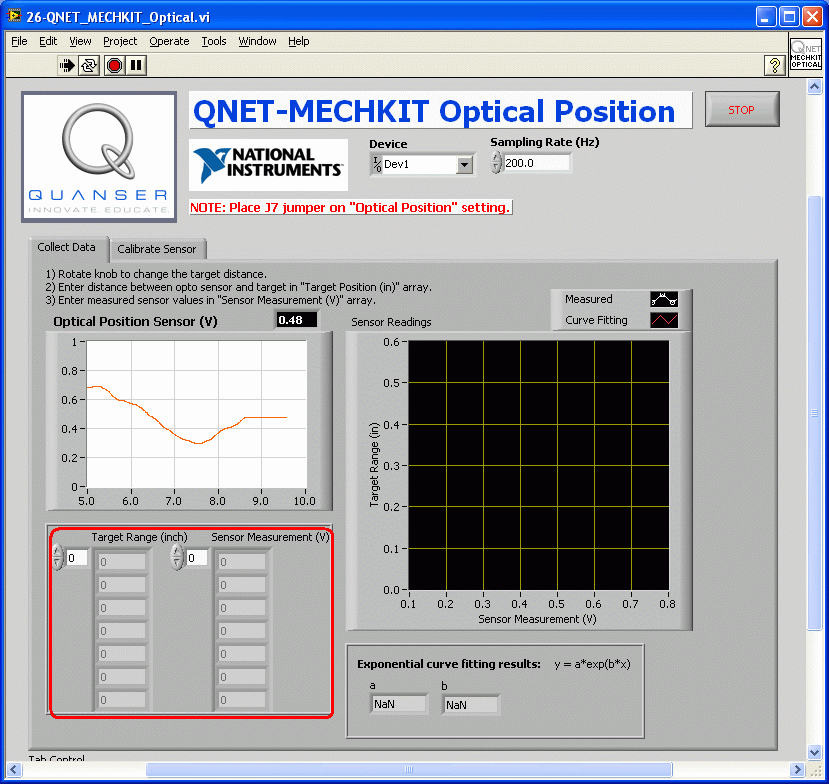 26-QNET_MECHKIT_Optical.vi
File Edit View Project Operate Tools Window Help
QNET
MECHKIT
OPTICAL
QNET-MECHKIT Optical Position
STOP
QUANSER
INNOVATE. EDUCATE.
NATIONAL
INSTRUMENTS
Device
Dev1
Sampling Rate (Hz)
200.0
NOTE: Place J7 jumper on "Optical Position" setting.
Collect Data
Calibrate Sensor
1) Rotate knob to change the target distance.
2) Enter distance between opto sensor and target in "Target Position (in)" array.
3) Enter measured sensor values in "Sensor Measurement (V)" array.
Optical Position Sensor (V)
0.48
1
0.8
0.6
0.4
0.2
0
5.0 6.0 7.0 8.0 9.0 10.0
Target Range (inch) Sensor Measurement (V)
0 0 0 0
0 0
0 0
0 0
0 0
0 0
0 0
Measured
Curve Fitting
Sensor Readings
0.6
0.5
0.4
0.3
0.2
0.1
0.0
Target Range (in)
0.1 0.2 0.3 0.4 0.5 0.6 0.7 0.8
Sensor Measurement (V)
Exponential curve fitting results: y = a*exp(b*x)
a b
NaN NaN
Tab Control